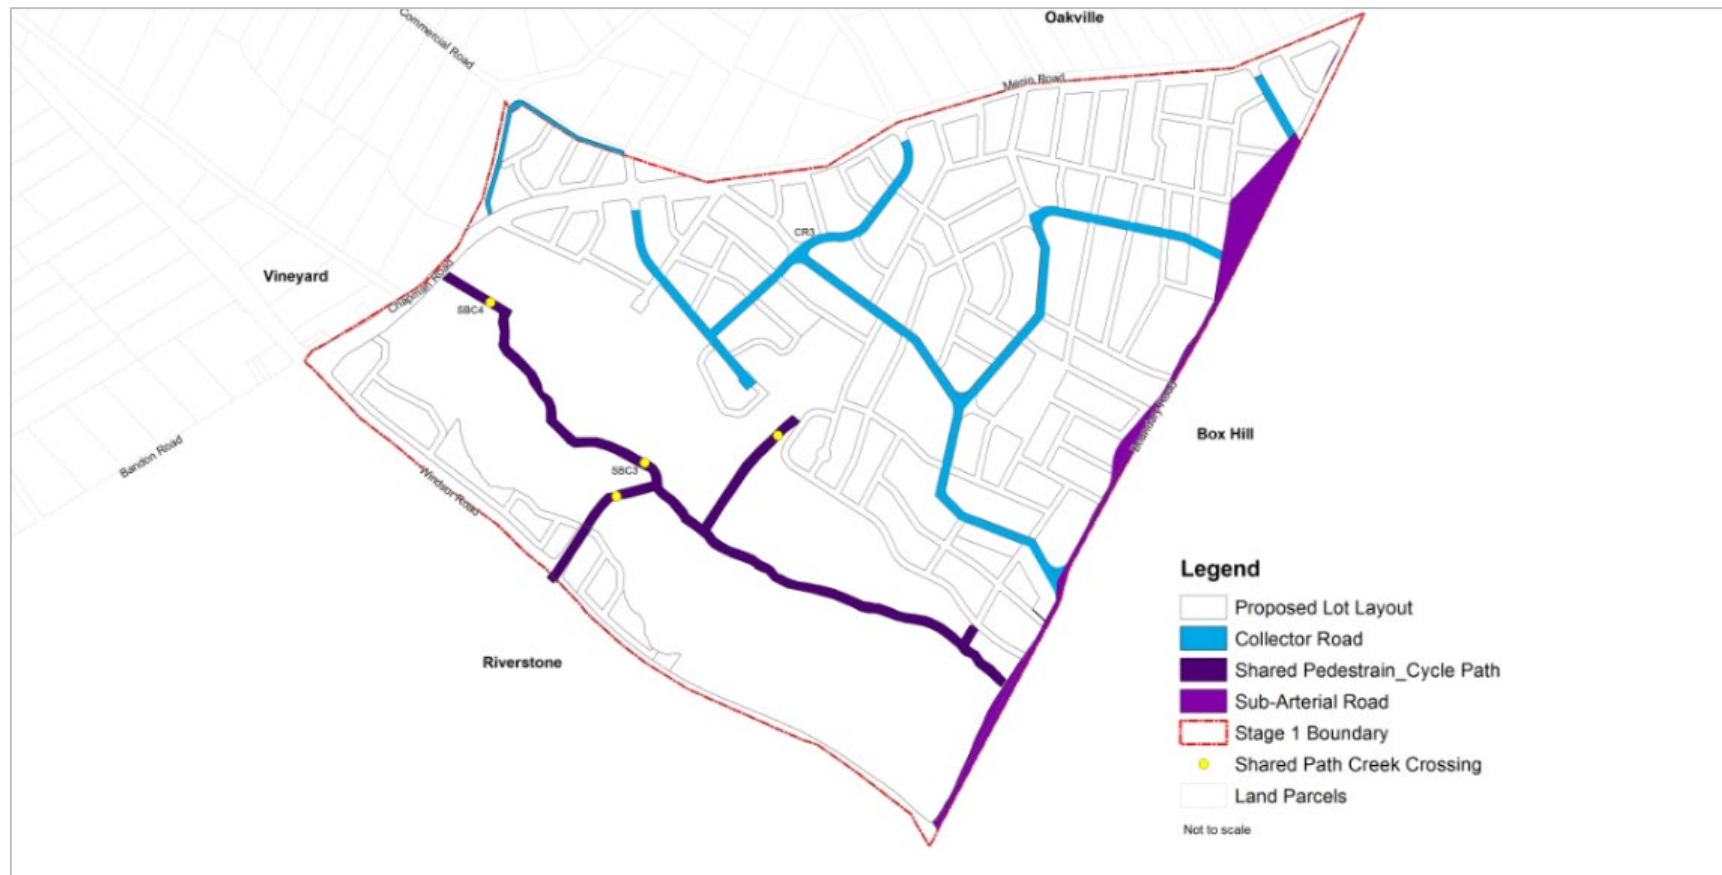 Oakville
Commercial Road
Menin Road
CR3
Vineyard
Chapman Road
SBC4
Boundary Road
Box Hill
Bandon Road
SBC3
Windsor Road
Riverstone
Legend
Proposed Lot Layout
Collector Road
Shared Pedestrain_Cycle Path
Sub-Arterial Road
Stage 1 Boundary
Shared Path Creek Crossing
Land Parcels
Not to scale